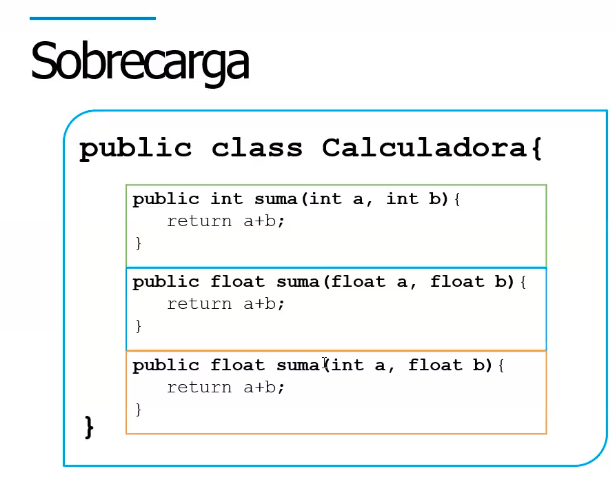 Sobrecarga
public class Calculadora{
public int suma(int a, int b){
return a+b;
}
public float suma(float a, float b){
return a+b;
}
public float suma(int a, float b){
return a+b;
}
}